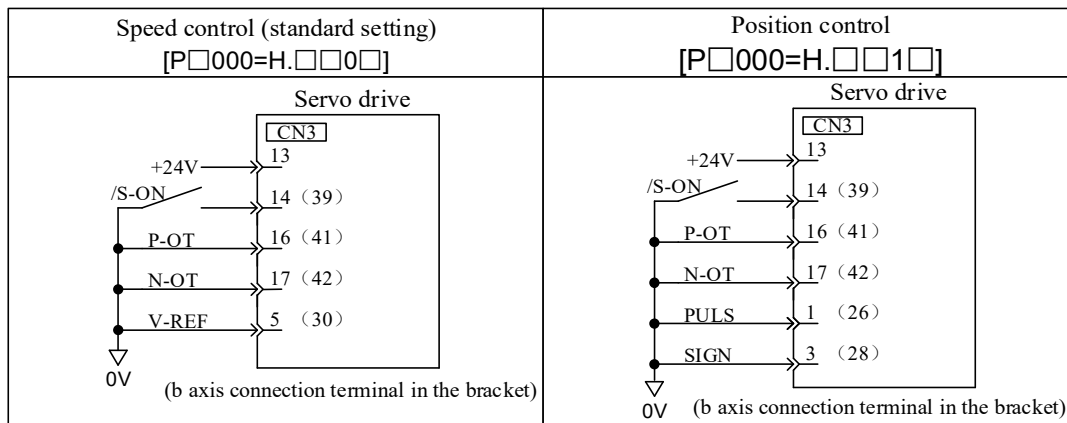 Speed control (standard setting)
[P□000=H.□□0□]
Position control
[P□000=H.□□1□]
Servo drive
CN3
+24V 13
/S-ON 14（39）
P-OT 16（41）
N-OT 17（42）
V-REF 5（30）
0V
(b axis connection terminal in the bracket)
Servo drive
CN3
+24V 13
/S-ON 14（39）
P-OT 16（41）
N-OT 17（42）
PULS 1（26）
SIGN 3（28）
0V
(b axis connection terminal in the bracket)